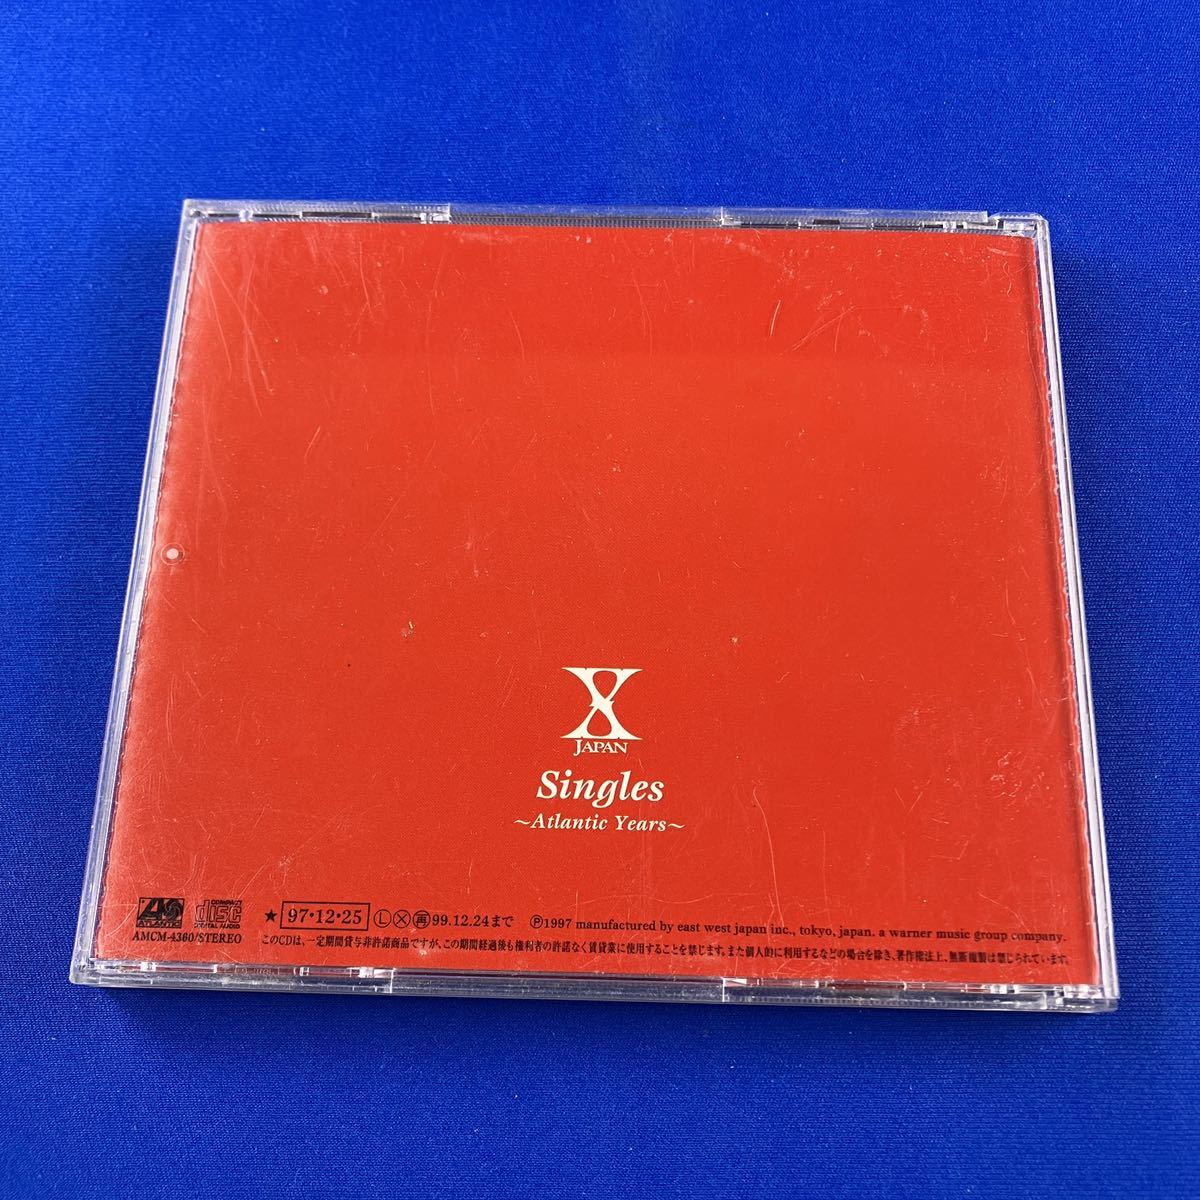 X
JAPAN
Singles
~Atlantic Years~
ATLANTIC
COMPACT
disc
DIGITAL AUDIO
AMCM-4360/STEREO
★ 97・12・25 Ⓛ Ⓧ ㊢99.12.24まで ℗1997 manufactured by east west japan inc., tokyo, japan. a warner music group company.
このCDは、一定期間貸与非許諾商品ですが、この期間経過後も権利者の許諾なく賃貸業に使用することを禁じます。また個人的に利用するなどの場合を除き、著作権法上、無断複製は禁じられています。